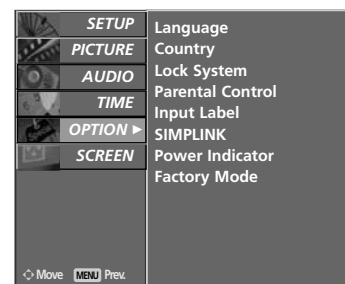 SETUP
PICTURE
AUDIO
TIME
OPTION
SCREEN
Move MENU Prev.
Language
Country
Lock System
Parental Control
Input Label
SIMPLINK
Power Indicator
Factory Mode